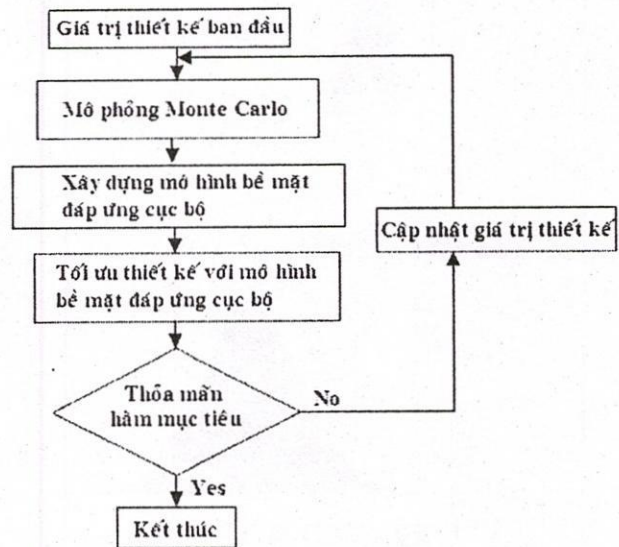 Giá trị thiết kế ban đầu
Mô phỏng Monte Carlo
Xây dựng mô hình bề mặt
đáp ứng cục bộ
Cập nhật giá trị thiết kế
Tối ưu thiết kế với mô hình
bề mặt đáp ứng cục bộ
Thỏa mãn
hàm mục tiêu
No
Yes
Kết thúc